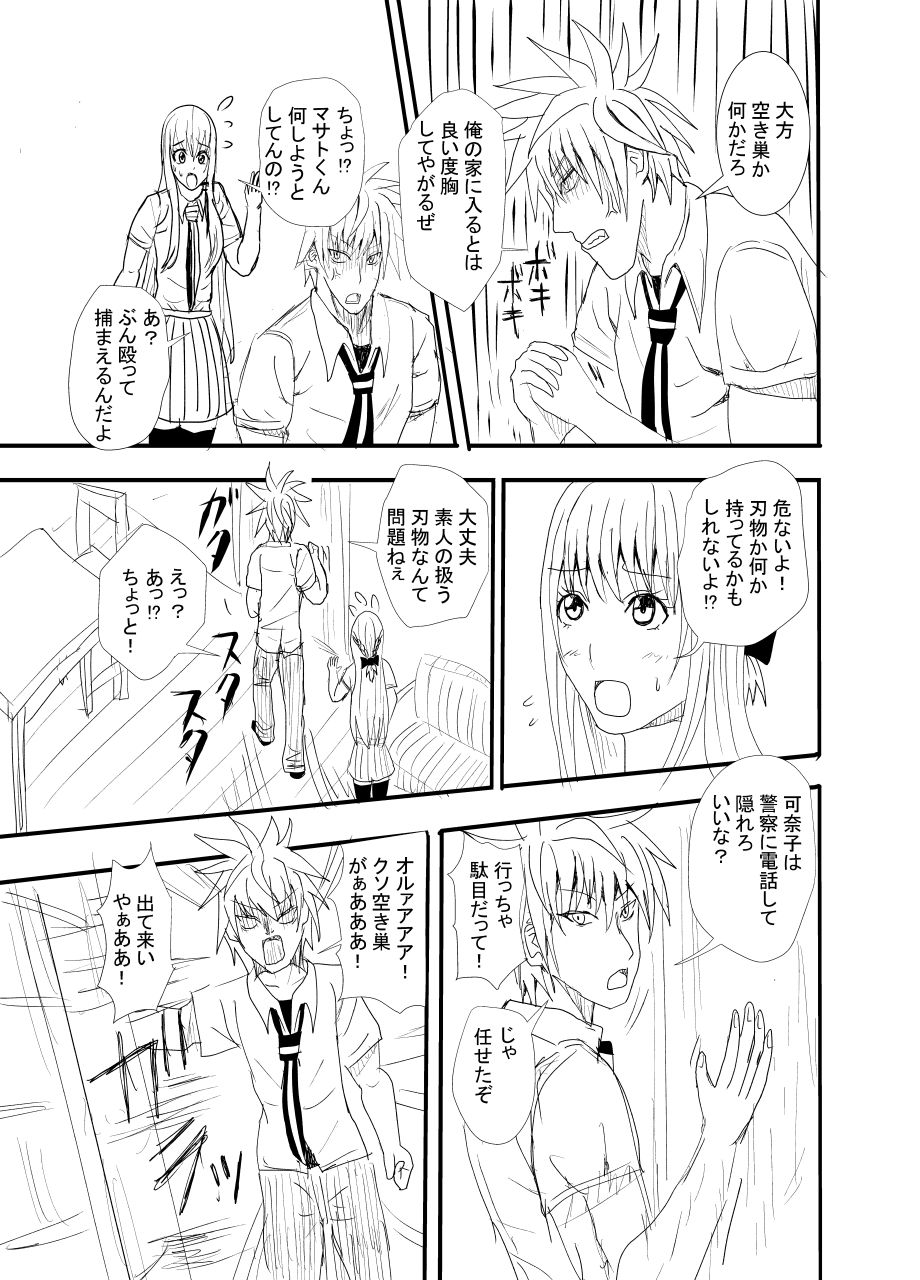 大方
空き巣か
何かだろ
俺の家に入るとは
良い度胸
してやがるぜ
ボキ
ボキ
ちょっ!?
マサトくん
何しようと
してんの!?
あ?
ぶん殴って
捕まえるんだよ
危ないよ!
刃物か何か
持ってるかも
しれないよ!?
大丈夫
素人の扱う
刃物なんて
問題ねぇ
ガタッ
えっ?
あっ!?
ちょっと!
スタ
スタ
可奈子は
警察に電話して
隠れろ
いいな?
行っちゃ
駄目だって!
じゃ
任せたぞ
オルァアアア!
クソ空き巣
がぁあああ!
出て来い
やぁああ!